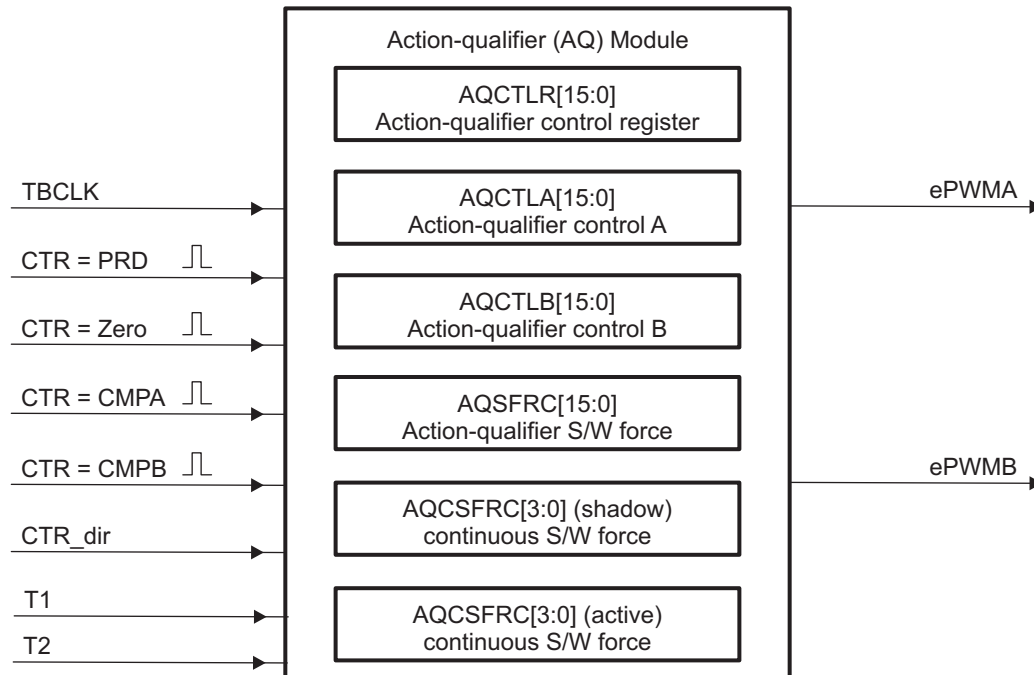 Action-qualifier (AQ) Module
AQCTLR[15:0]
Action-qualifier control register
TBCLK
AQCTLA[15:0]
Action-qualifier control A
ePWMA
CTR = PRD
AQCTLB[15:0]
Action-qualifier control B
CTR = Zero
CTR = CMPA
AQSFRC[15:0]
Action-qualifier S/W force
CTR = CMPB
ePWMB
AQCSFRC[3:0] (shadow)
continuous S/W force
CTR_dir
T1
AQCSFRC[3:0] (active)
continuous S/W force
T2